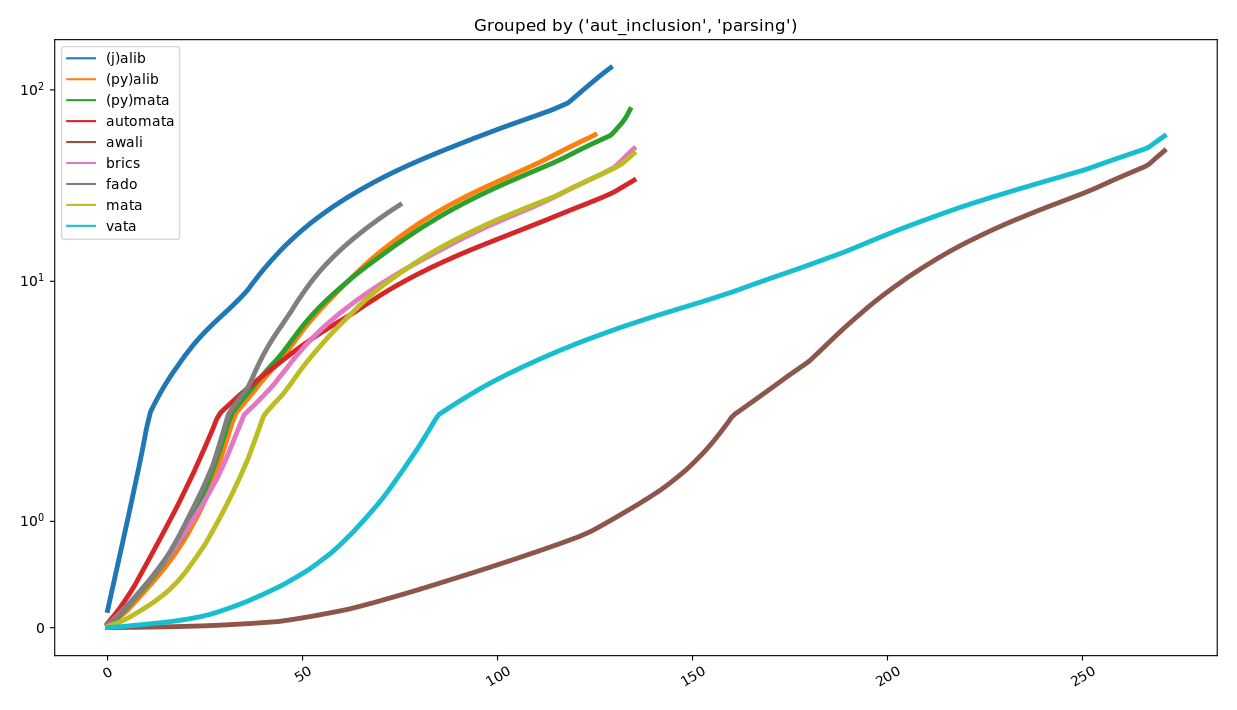 Grouped by ('aut_inclusion', 'parsing')
(j)alib
(py)alib
(py)mata
automata
awali
brics
fado
mata
vata
10²
10¹
10⁰
0
0
50
100
150
200
250